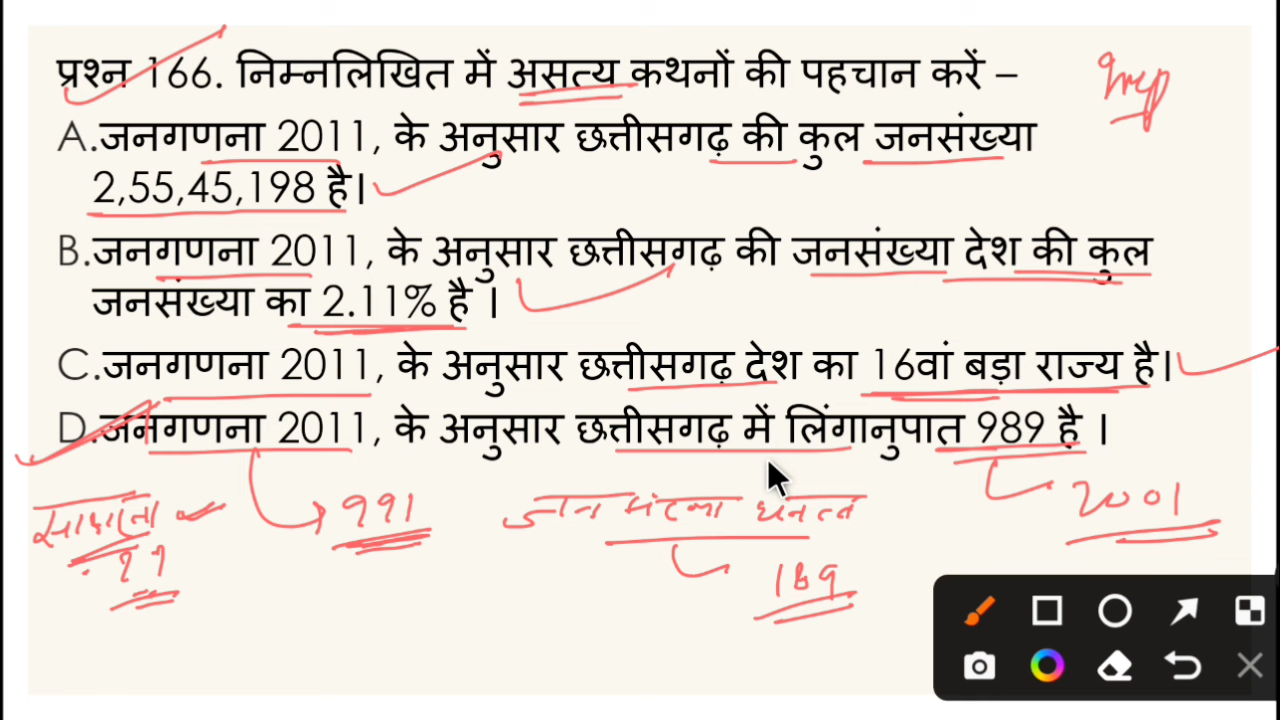 प्रश्न 166. निम्नलिखित में असत्य कथनों की पहचान करें –
Imp
A.जनगणना 2011, के अनुसार छत्तीसगढ़ की कुल जनसंख्या
2,55,45,198 है।
B.जनगणना 2011, के अनुसार छत्तीसगढ़ की जनसंख्या देश की कुल
जनसंख्या का 2.11% है ।
C.जनगणना 2011, के अनुसार छत्तीसगढ़ देश का 16वां बड़ा राज्य है।
D.जनगणना 2011, के अनुसार छत्तीसगढ़ में लिंगानुपात 989 है ।
991
2001
189